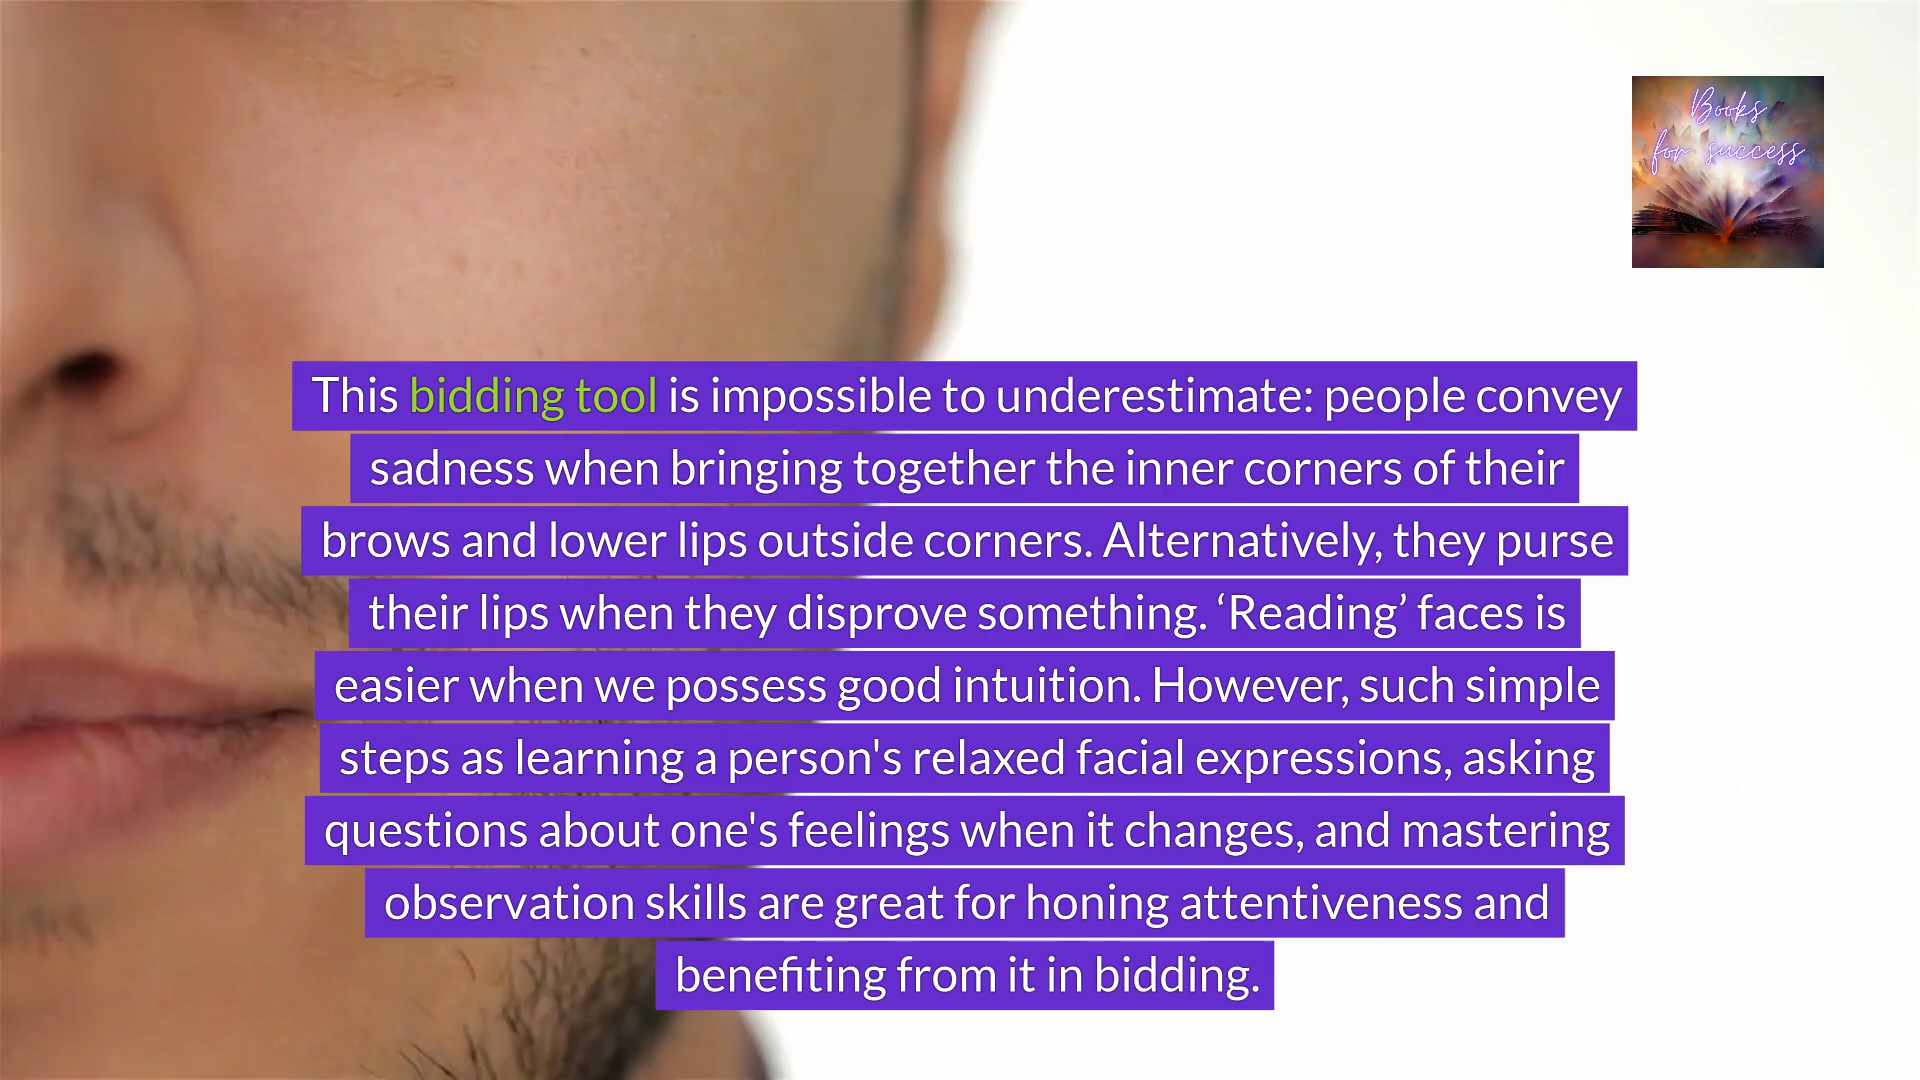 Books
for success
This bidding tool is impossible to underestimate: people convey
sadness when bringing together the inner corners of their
brows and lower lips outside corners. Alternatively, they purse
their lips when they disprove something. ‘Reading’ faces is
easier when we possess good intuition. However, such simple
steps as learning a person's relaxed facial expressions, asking
questions about one's feelings when it changes, and mastering
observation skills are great for honing attentiveness and
benefiting from it in bidding.